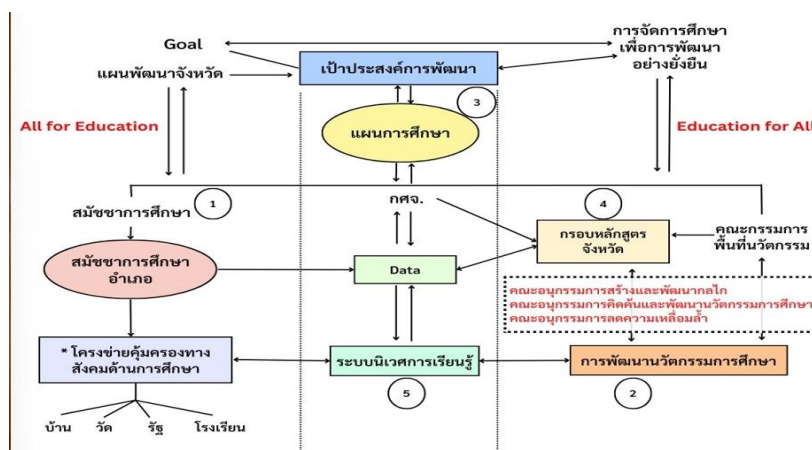 Goal
แผนพัฒนาจังหวัด
เป้าประสงค์การพัฒนา
การจัดการศึกษา
เพื่อการพัฒนา
อย่างยั่งยืน
All for Education
3
แผนการศึกษา
Education for All
1
สมัชชาการศึกษา
กศจ.
4
กรอบหลักสูตร
จังหวัด
คณะกรรมการ
พื้นที่นวัตกรรม
สมัชชาการศึกษา
อำเภอ
Data
คณะอนุกรรมการสร้างและพัฒนากลไก
คณะอนุกรรมการคิดค้นและพัฒนานวัตกรรมการศึกษา
คณะอนุกรรมการลดความเหลื่อมล้ำ
* โครงข่ายคุ้มครองทาง
สังคมด้านการศึกษา
ระบบนิเวศการเรียนรู้
การพัฒนานวัตกรรมการศึกษา
5
2
บ้าน วัด รัฐ โรงเรียน